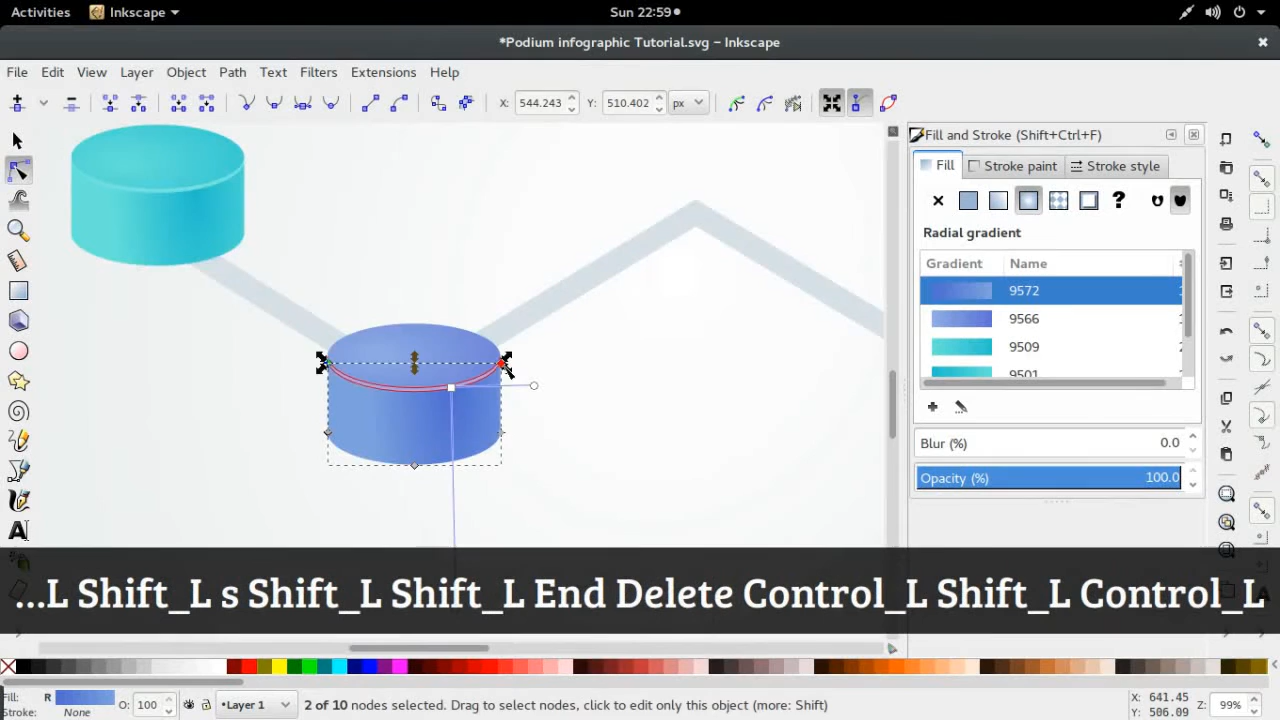 Activities Inkscape Sun 22:59
*Podium infographic Tutorial.svg – Inkscape
File Edit View Layer Object Path Text Filters Extensions Help
X: 544.243 Y: 510.402 px
Fill and Stroke (Shift+Ctrl+F)
Fill Stroke paint Stroke style
?
Radial gradient
Gradient Name
9572
9566
9509
9501
Blur (%) 0.0
Opacity (%) 100.0
...L Shift_L s Shift_L Shift_L End Delete Control_L Shift_L Control_L
Fill: R O: 100 •Layer 1 2 of 10 nodes selected. Drag to select nodes, click to edit only this object (more: Shift) X: 641.45 Z: 99%
Stroke: None Y: 506.09